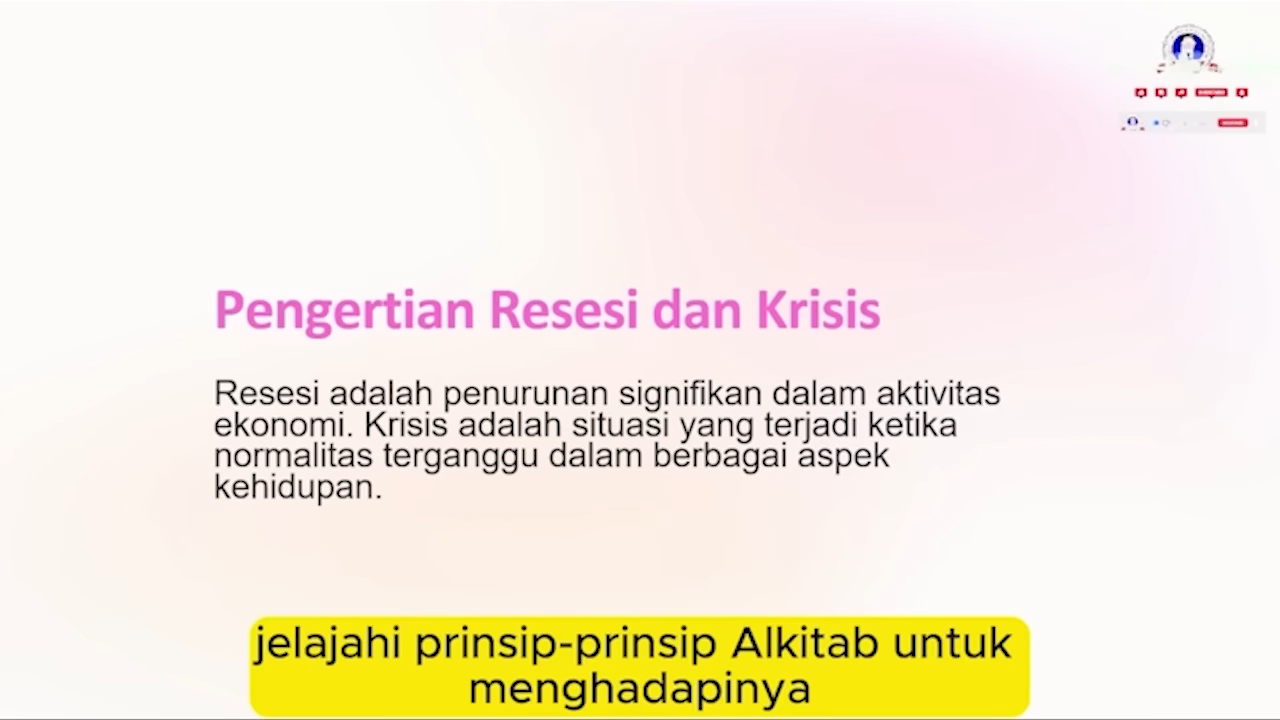 Pengertian Resesi dan Krisis
Resesi adalah penurunan signifikan dalam aktivitas
ekonomi. Krisis adalah situasi yang terjadi ketika
normalitas terganggu dalam berbagai aspek
kehidupan.
jelajahi prinsip-prinsip Alkitab untuk
menghadapinya